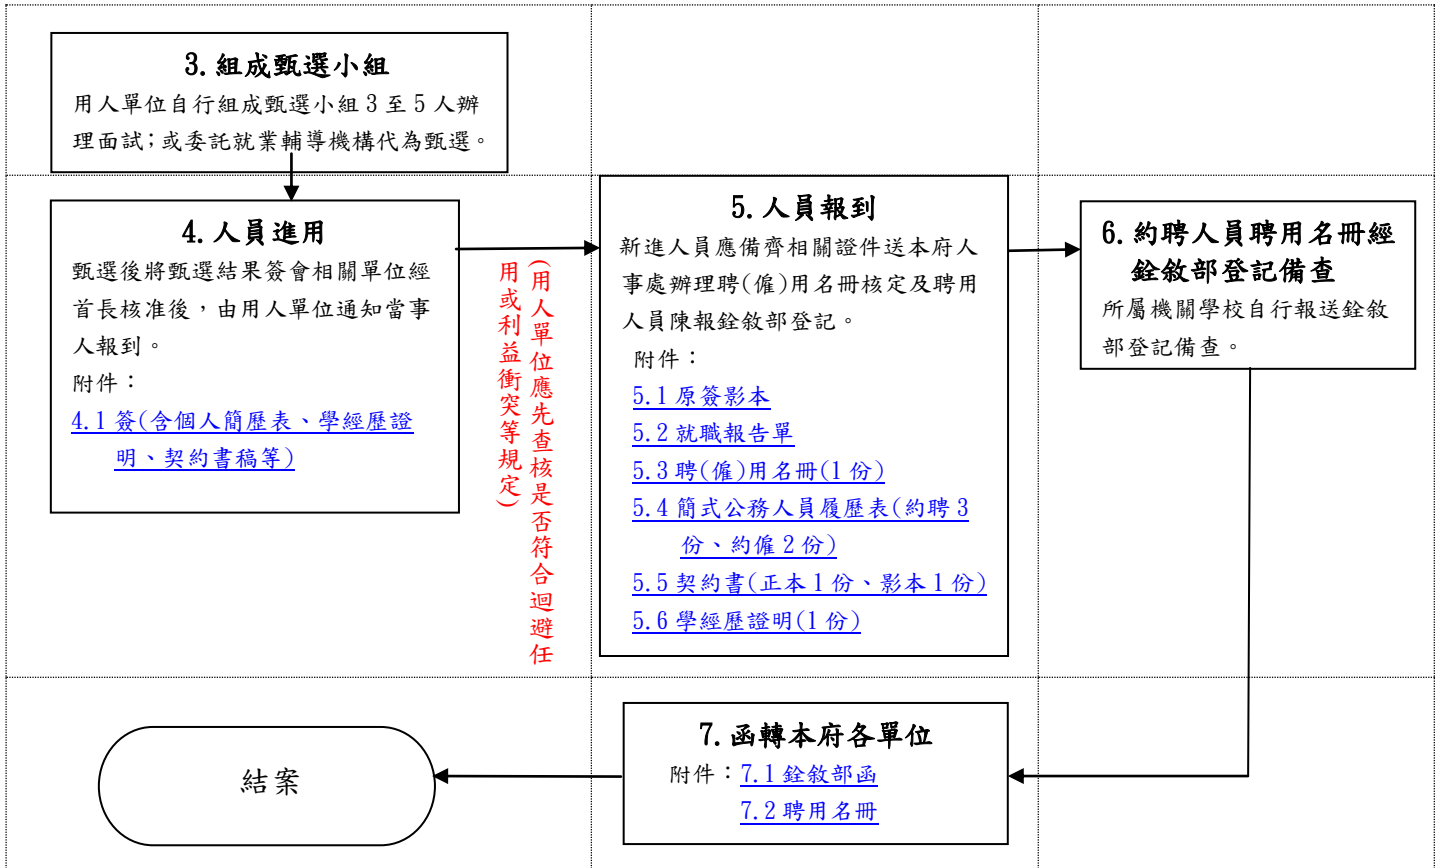 3.組成甄選小組
用人單位自行組成甄選小組3至5人辦
理面試;或委託就業輔導機構代為甄選。
4.人員進用
甄選後將甄選結果簽會相關單位經
首長核准後，由用人單位通知當事
人報到。
附件：
4.1簽(含個人簡歷表、學經歷證
明、契約書稿等)
(用人單位應先查核是否符合迴避任
用或利益衝突等規定)
5.人員報到
新進人員應備齊相關證件送本府人
事處辦理聘(僱)用名冊核定及聘用
人員陳報銓敘部登記。
附件：
5.1原簽影本
5.2就職報告單
5.3聘(僱)用名冊(1份)
5.4簡式公務人員履歷表(約聘3
份、約僱2份)
5.5契約書(正本1份、影本1份)
5.6學經歷證明(1份)
6.約聘人員聘用名冊經
銓敘部登記備查
所屬機關學校自行報送銓敘
部登記備查。
7.函轉本府各單位
附件：7.1銓敘部函
7.2聘用名冊
結案